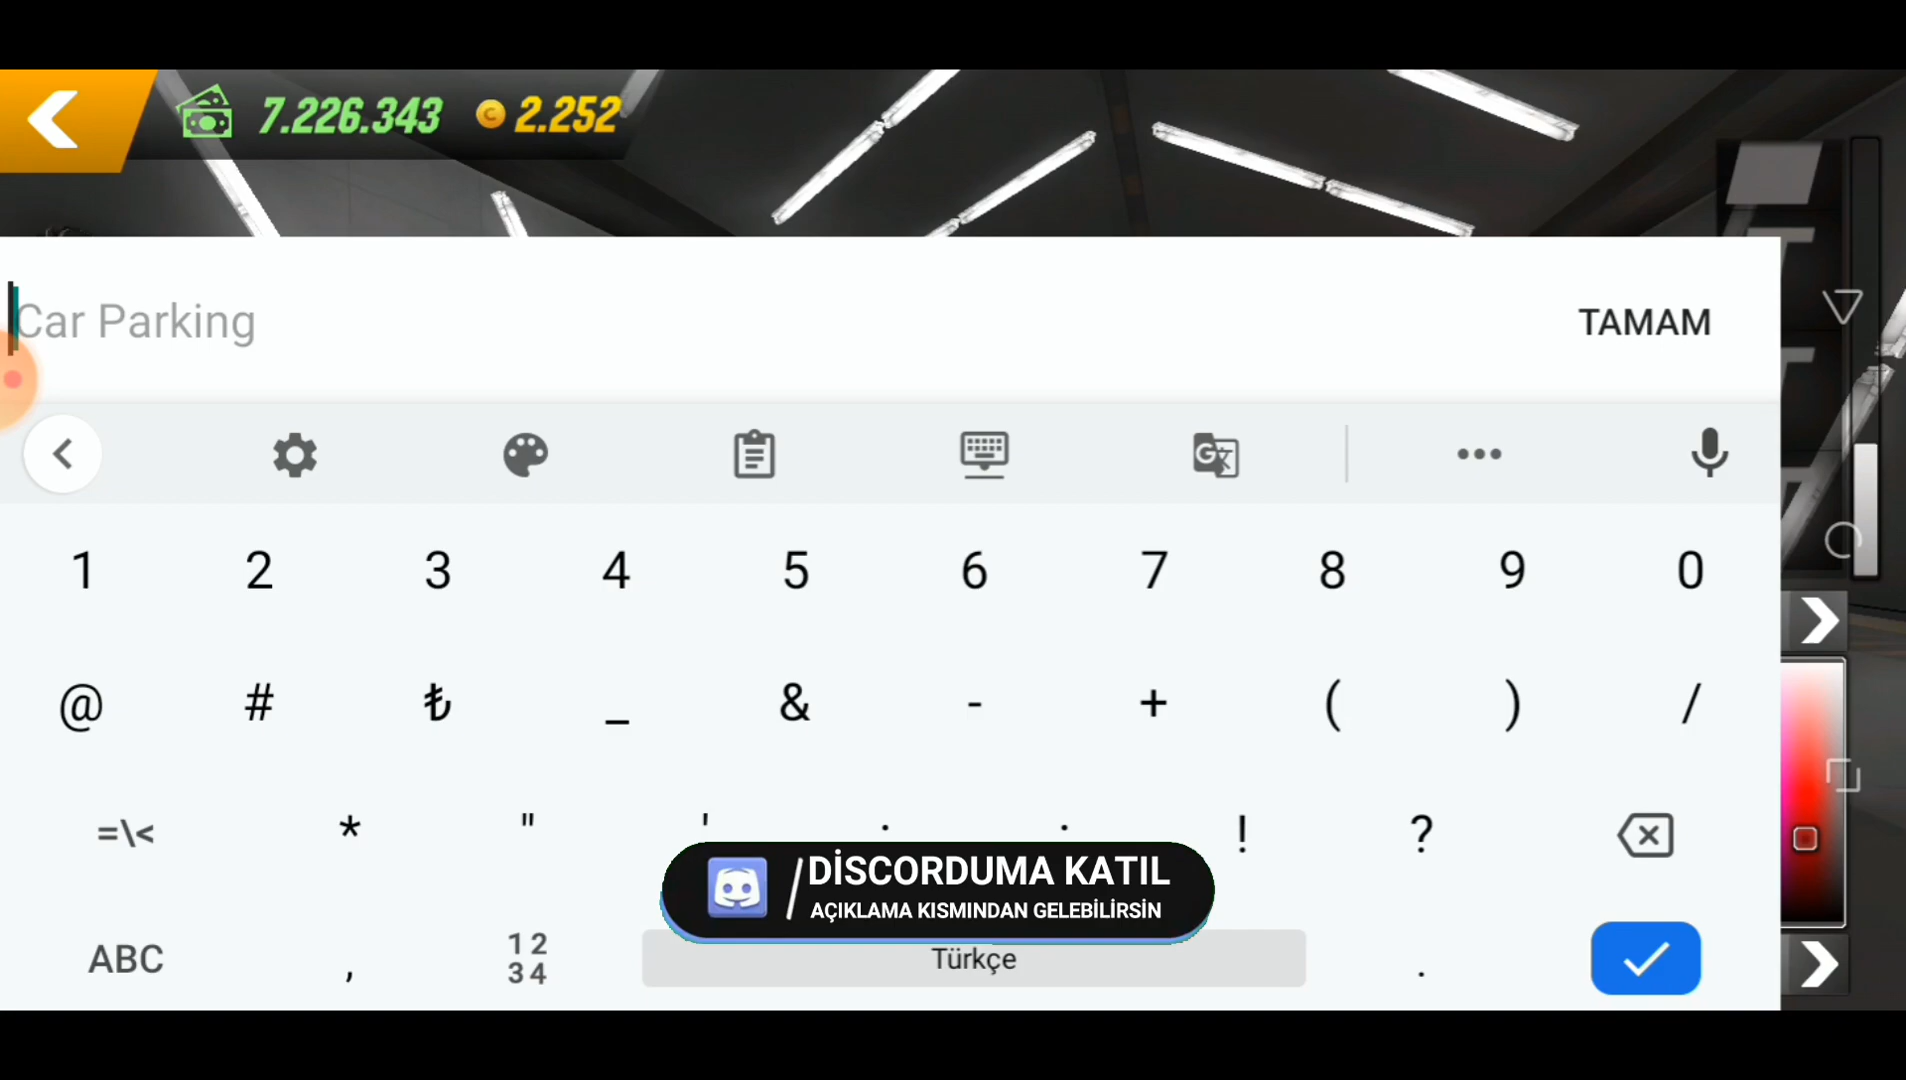 7.226.343 2.252
Car Parking TAMAM
1 2 3 4 5 6 7 8 9 0
@ # ₺ _ & - + ( ) /
=\< * " ' ! ?
DİSCORDUMA KATIL
AÇIKLAMA KISMINDAN GELEBİLİRSİN
ABC , 12 Türkçe .
34